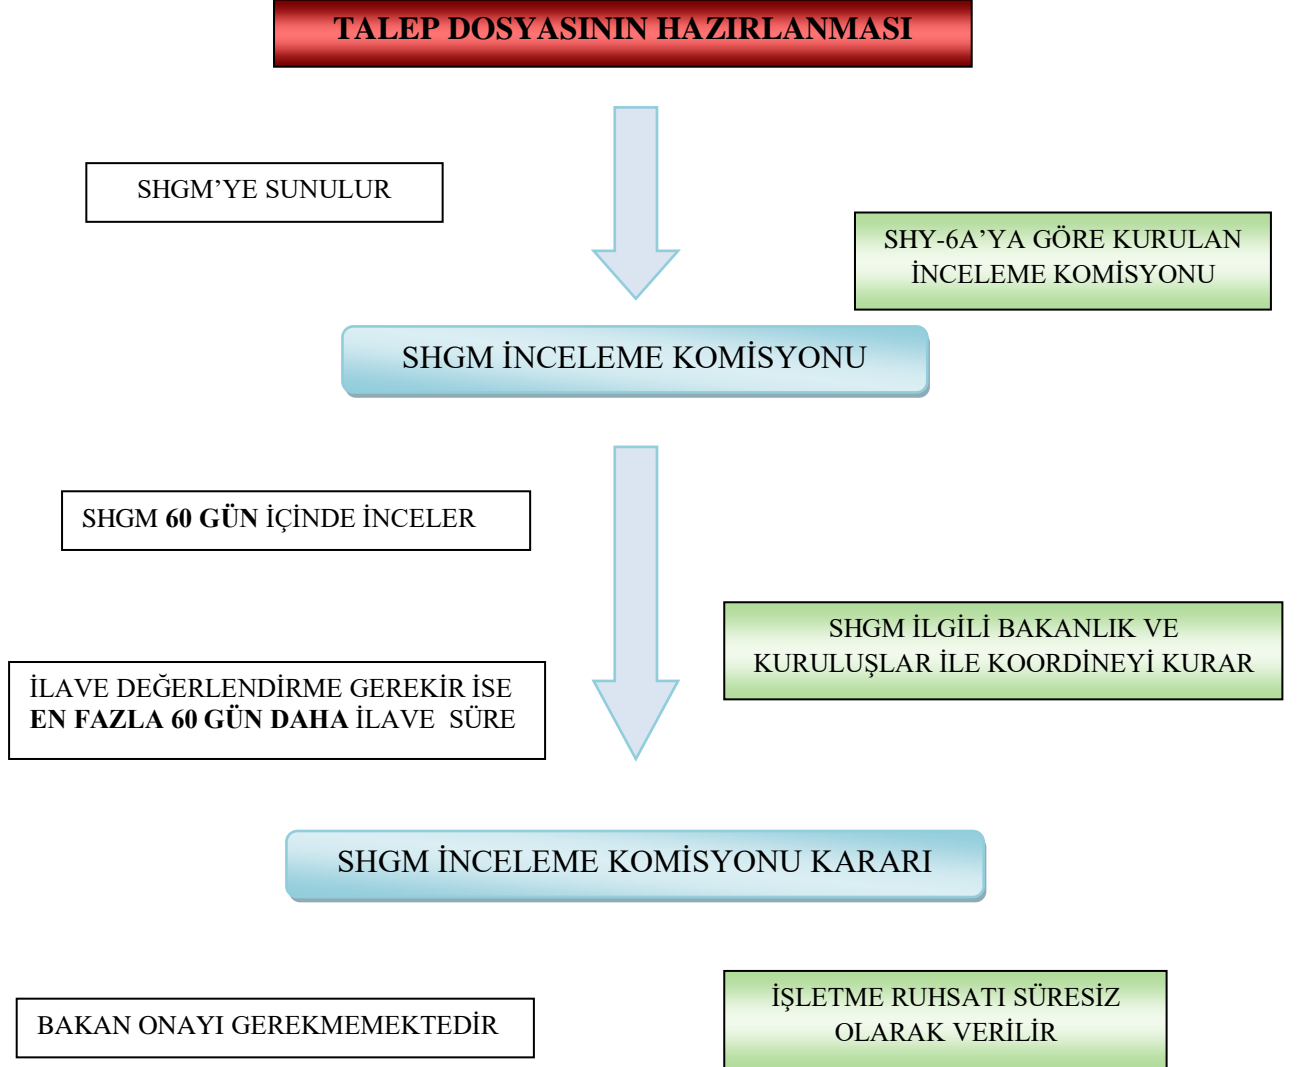 TALEP DOSYASININ HAZIRLANMASI
SHGM’YE SUNULUR
SHY-6A’YA GÖRE KURULAN
İNCELEME KOMİSYONU
SHGM İNCELEME KOMİSYONU
SHGM 60 GÜN İÇİNDE İNCELER
SHGM İLGİLİ BAKANLIK VE
KURULUŞLAR İLE KOORDİNEYİ KURAR
İLAVE DEĞERLENDİRME GEREKİR İSE
EN FAZLA 60 GÜN DAHA İLAVE SÜRE
SHGM İNCELEME KOMİSYONU KARARI
BAKAN ONAYI GEREKMEMEKTEDİR
İŞLETME RUHSATI SÜRESİZ
OLARAK VERİLİR